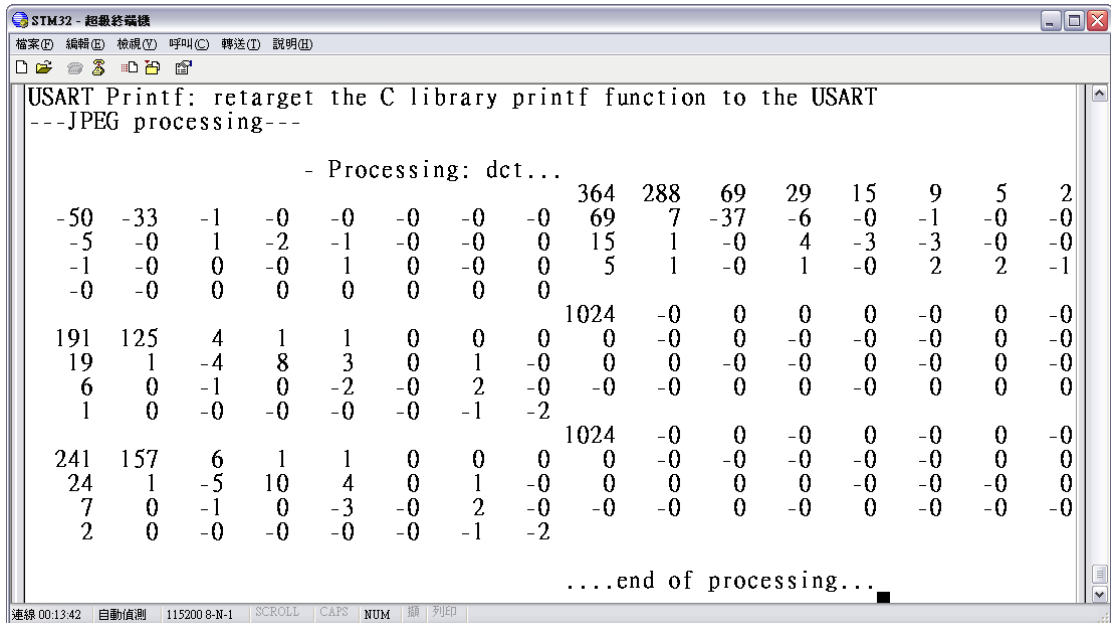 STM32 - 超級終端機
檔案(F) 編輯(E) 檢視(V) 呼叫(C) 轉送(T) 說明(H)
USART Printf: retarget the C library printf function to the USART
---JPEG processing---
- Processing: dct...
364 288 69 29 15 9 5 2
-50 -33 -1 -0 -0 -0 -0 -0 69 7 -37 -6 -0 -1 -0 -0
-5 -0 1 -2 -1 -0 -0 0 15 1 -0 4 -3 -3 -0 -0
-1 -0 0 -0 1 0 -0 0 5 1 -0 1 -0 2 2 -1
-0 -0 0 0 0 0 0 0
1024 -0 0 0 0 -0 0 -0
191 125 4 1 1 0 0 0 0 -0 0 -0 0 -0 0 0
19 1 -4 8 3 0 1 -0 0 0 -0 -0 0 -0 -0 0
6 0 -1 0 -2 -0 2 -0 -0 -0 0 0 -0 0 0 0
1 0 -0 -0 -0 -0 -1 -2
1024 -0 0 -0 0 -0 0 -0
241 157 6 1 1 0 0 0 0 -0 -0 -0 -0 -0 0 0
24 1 -5 10 4 0 1 -0 0 0 0 0 -0 -0 -0 0
7 0 -1 0 -3 -0 2 -0 -0 -0 0 -0 0 -0 -0 -0
2 0 -0 -0 -0 -0 -1 -2
....end of processing...
連線 00:13:42 自動偵測 115200 8-N-1 SCROLL CAPS NUM 擷 列印